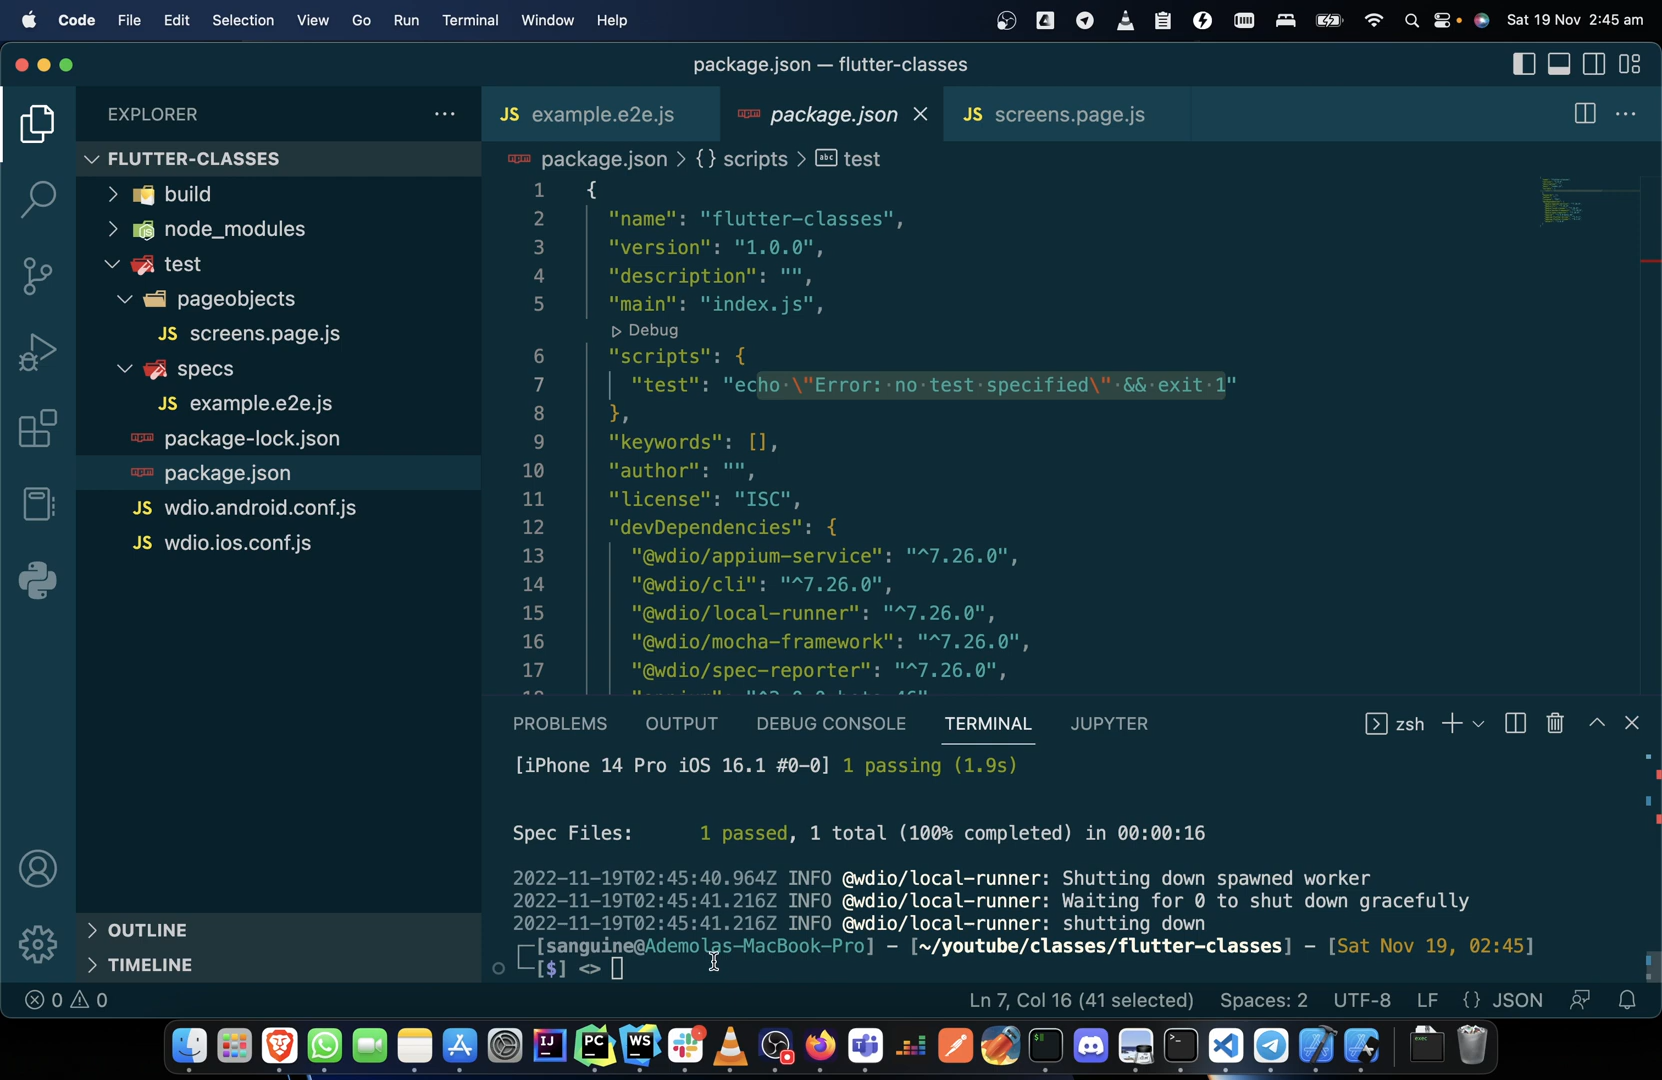 Code File Edit Selection View Go Run Terminal Window Help Sat 19 Nov 2:45 am
package.json — flutter-classes
EXPLORER
FLUTTER-CLASSES
build
node_modules
test
pageobjects
JS screens.page.js
specs
JS example.e2e.js
package-lock.json
package.json
JS wdio.android.conf.js
JS wdio.ios.conf.js
OUTLINE
TIMELINE
JS example.e2e.js package.json JS screens.page.js
package.json > {} scripts > abc test
1 {
2 "name": "flutter-classes",
3 "version": "1.0.0",
4 "description": "",
5 "main": "index.js",
Debug
6 "scripts": {
7 "test": "echo \"Error: no test specified\" && exit 1"
8 },
9 "keywords": [],
10 "author": "",
11 "license": "ISC",
12 "devDependencies": {
13 "@wdio/appium-service": "^7.26.0",
14 "@wdio/cli": "^7.26.0",
15 "@wdio/local-runner": "^7.26.0",
16 "@wdio/mocha-framework": "^7.26.0",
17 "@wdio/spec-reporter": "^7.26.0",
PROBLEMS OUTPUT DEBUG CONSOLE TERMINAL JUPYTER zsh
[iPhone 14 Pro iOS 16.1 #0-0] 1 passing (1.9s)
Spec Files: 1 passed, 1 total (100% completed) in 00:00:16
2022-11-19T02:45:40.964Z INFO @wdio/local-runner: Shutting down spawned worker
2022-11-19T02:45:41.216Z INFO @wdio/local-runner: Waiting for 0 to shut down gracefully
2022-11-19T02:45:41.216Z INFO @wdio/local-runner: shutting down
[sanguine@Ademolas-MacBook-Pro] - [~/youtube/classes/flutter-classes] - [Sat Nov 19, 02:45]
[$] <>
0 0 Ln 7, Col 16 (41 selected) Spaces: 2 UTF-8 LF {} JSON
IJ PC WS